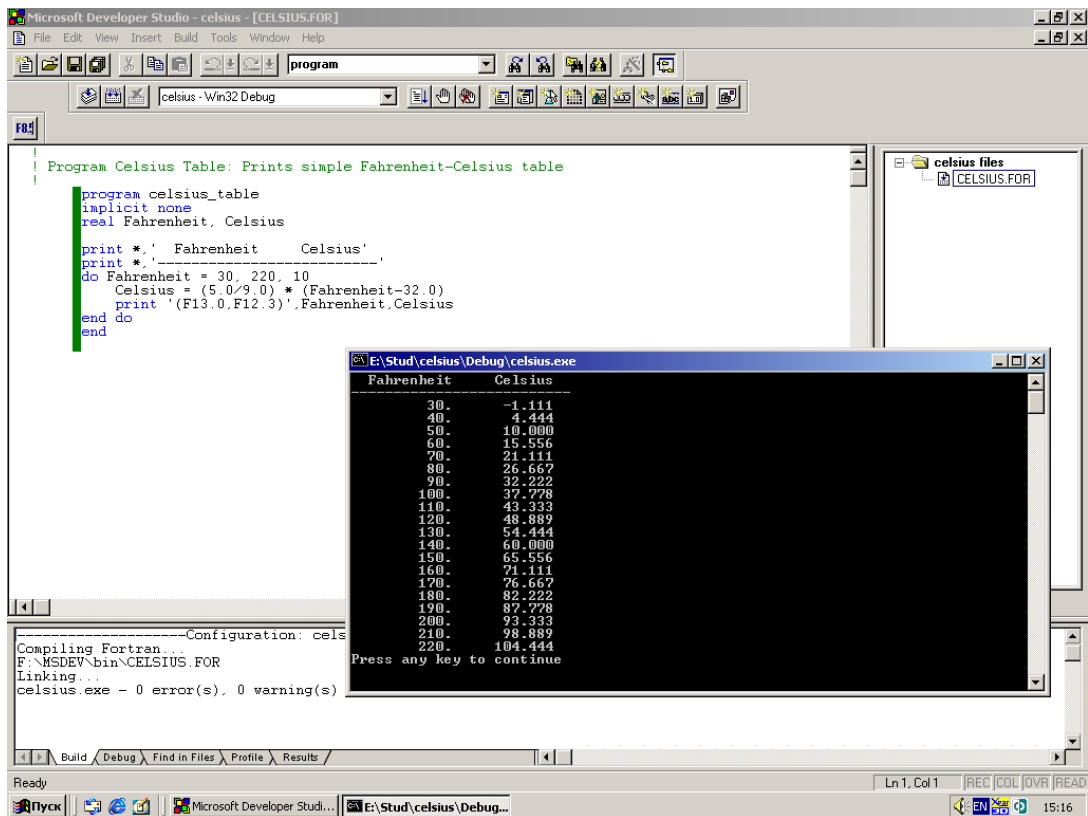 Microsoft Developer Studio - celsius - [CELSIUS.FOR]
File Edit View Insert Build Tools Window Help
program
celsius - Win32 Debug
F8.5
!
! Program Celsius Table: Prints simple Fahrenheit-Celsius table
!
program celsius_table
implicit none
real Fahrenheit, Celsius
print *,'  Fahrenheit     Celsius'
print *,'--------------------------'
do Fahrenheit = 30, 220, 10
Celsius = (5.0/9.0) * (Fahrenheit-32.0)
print '(F13.0,F12.3)',Fahrenheit,Celsius
end do
end
celsius files
CELSIUS.FOR
E:\Stud\celsius\Debug\celsius.exe
Fahrenheit     Celsius
--------------------------
30.      -1.111
40.       4.444
50.      10.000
60.      15.556
70.      21.111
80.      26.667
90.      32.222
100.      37.778
110.      43.333
120.      48.889
130.      54.444
140.      60.000
150.      65.556
160.      71.111
170.      76.667
180.      82.222
190.      87.778
200.      93.333
210.      98.889
220.     104.444
Press any key to continue
--------------------Configuration: cels
Compiling Fortran...
F:\MSDEV\bin\CELSIUS.FOR
Linking...
celsius.exe - 0 error(s), 0 warning(s)
Build Debug Find in Files Profile Results
Ready
Ln 1, Col 1 REC COL OVR READ
Пуск Microsoft Developer Studi... E:\Stud\celsius\Debug... EN 15:16